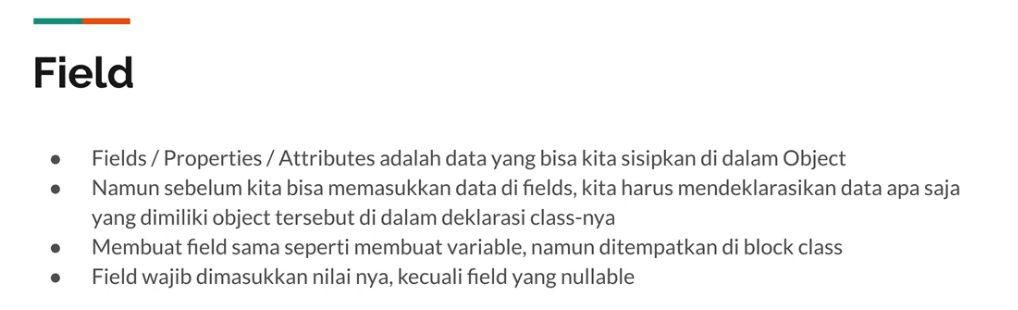 Field
● Fields / Properties / Attributes adalah data yang bisa kita sisipkan di dalam Object
● Namun sebelum kita bisa memasukkan data di fields, kita harus mendeklarasikan data apa saja
yang dimiliki object tersebut di dalam deklarasi class-nya
● Membuat field sama seperti membuat variable, namun ditempatkan di block class
● Field wajib dimasukkan nilai nya, kecuali field yang nullable